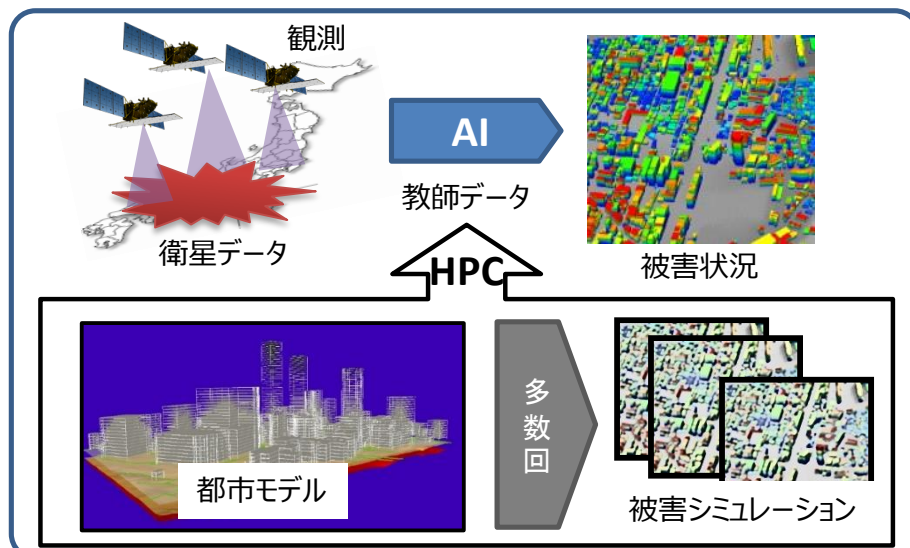 観測
衛星データ
AI
教師データ
被害状況
HPC
都市モデル
多数回
被害シミュレーション